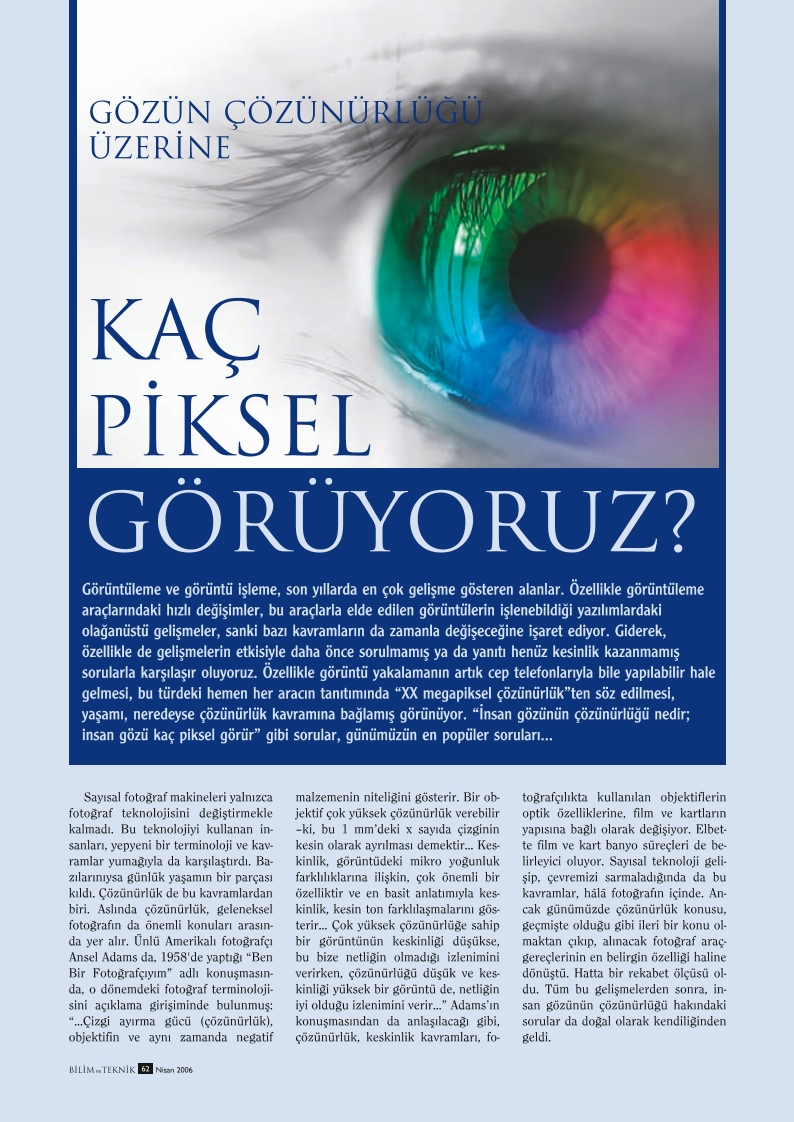 GÖZÜN ÇÖZÜNÜRLÜĞÜ
ÜZERİNE
KAÇ
PİKSEL
GÖRÜYORUZ?
Görüntüleme ve görüntü işleme, son yıllarda en çok gelişme gösteren alanlar. Özellikle görüntüleme
araçlarındaki hızlı değişimler, bu araçlarla elde edilen görüntülerin işlenebildiği yazılımlardaki
olağanüstü gelişmeler, sanki bazı kavramların da zamanla değişeceğine işaret ediyor. Giderek,
özellikle de gelişmelerin etkisiyle daha önce sorulmamış ya da yanıtı henüz kesinlik kazanmamış
sorularla karşılaşır oluyoruz. Özellikle görüntü yakalamanın artık cep telefonlarıyla bile yapılabilir hale
gelmesi, bu türdeki hemen her aracın tanıtımında “XX megapiksel çözünürlük”ten söz edilmesi,
yaşamı, neredeyse çözünürlük kavramına bağlamış görünüyor. “İnsan gözünün çözünürlüğü nedir;
insan gözü kaç piksel görür” gibi sorular, günümüzün en popüler soruları...
Sayısal fotoğraf makineleri yalnızca
fotoğraf teknolojisini değiştirmekle
kalmadı. Bu teknolojiyi kullanan in-
sanları, yepyeni bir terminoloji ve kav-
ramlar yumağıyla da karşılaştırdı. Ba-
zılarınıysa günlük yaşamın bir parçası
kıldı. Çözünürlük de bu kavramlardan
biri. Aslında çözünürlük, geleneksel
fotoğrafın da önemli konuları arasın-
da yer alır. Ünlü Amerikalı fotoğrafçı
Ansel Adams da, 1958'de yaptığı “Ben
Bir Fotoğrafçıyım” adlı konuşmasın-
da, o dönemdeki fotoğraf terminoloji-
sini açıklama girişiminde bulunmuş:
“...Çizgi ayırma gücü (çözünürlük),
objektifin ve aynı zamanda negatif
malzemenin niteliğini gösterir. Bir ob-
jektif çok yüksek çözünürlük verebilir
–ki, bu 1 mm’deki x sayıda çizginin
kesin olarak ayrılması demektir... Kes-
kinlik, görüntüdeki mikro yoğunluk
farklılıklarına ilişkin, çok önemli bir
özelliktir ve en basit anlatımıyla kes-
kinlik, kesin ton farklılaşmalarını gös-
terir... Çok yüksek çözünürlüğe sahip
bir görüntünün keskinliği düşükse,
bu bize netliğin olmadığı izlenimini
verirken, çözünürlüğü düşük ve kes-
kinliği yüksek bir görüntü de, netliğin
iyi olduğu izlenimini verir...” Adams’ın
konuşmasından da anlaşılacağı gibi,
çözünürlük, keskinlik kavramları, fo-
toğrafçılıkta kullanılan objektiflerin
optik özelliklerine, film ve kartların
yapısına bağlı olarak değişiyor. Elbet-
te film ve kart banyo süreçleri de be-
lirleyici oluyor. Sayısal teknoloji geli-
şip, çevremizi sarmaladığında da bu
kavramlar, hâlâ fotoğrafın içinde. An-
cak günümüzde çözünürlük konusu,
geçmişte olduğu gibi ileri bir konu ol-
maktan çıkıp, alınacak fotoğraf araç-
gereçlerinin en belirgin özelliği haline
dönüştü. Hatta bir rekabet ölçüsü ol-
du. Tüm bu gelişmelerden sonra, in-
san gözünün çözünürlüğü hakındaki
sorular da doğal olarak kendiliğinden
geldi.
BİLİM ve TEKNİK 62 Nisan 2006